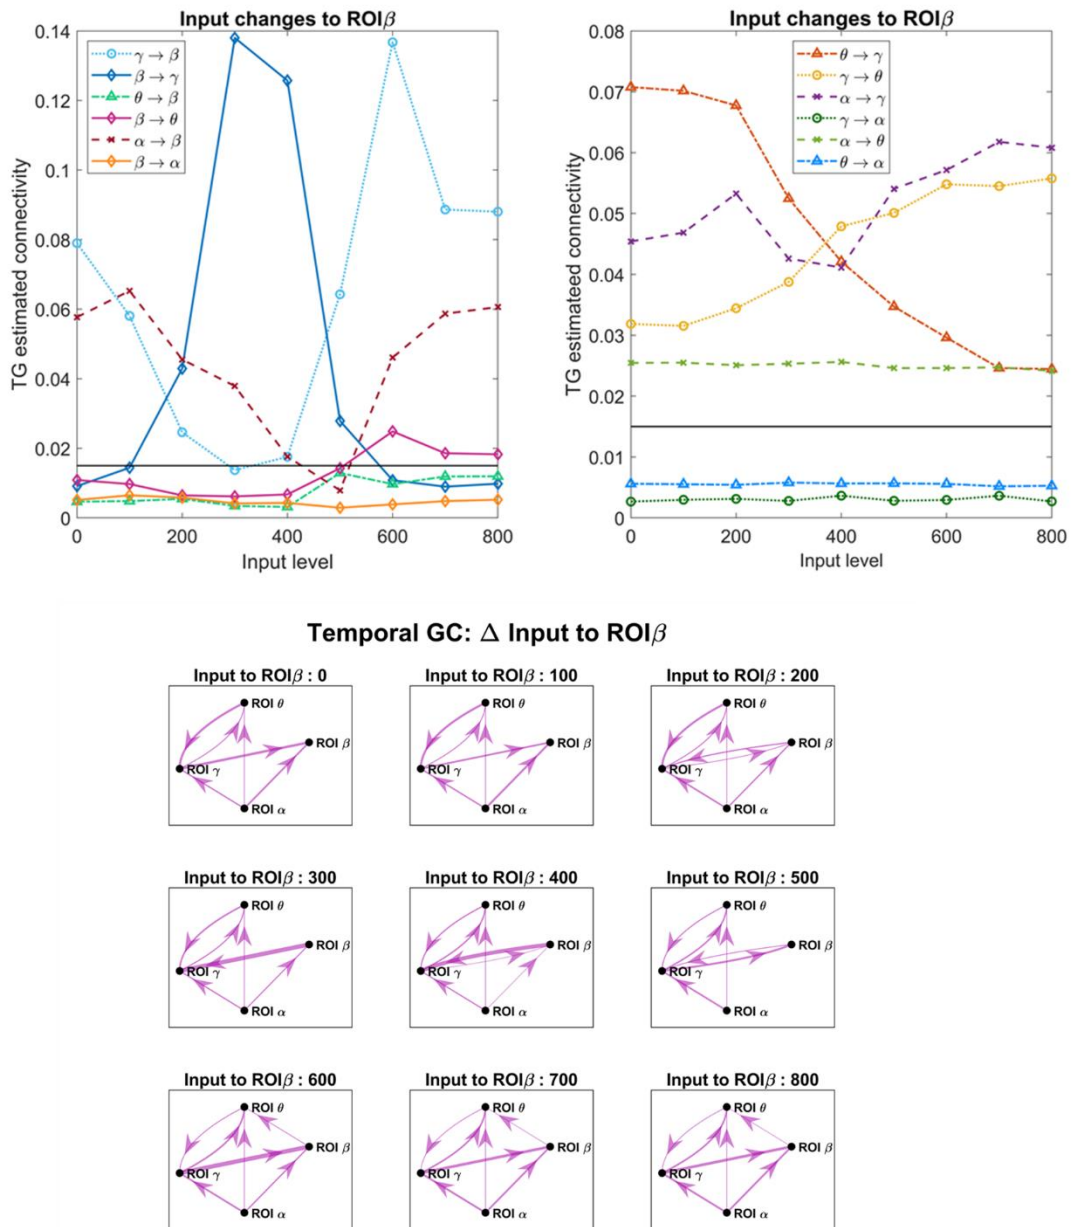 Input changes to ROIβ
0.14
0.12
0.1
0.08
0.06
0.04
0.02
0
TG estimated connectivity
γ → β
β → γ
θ → β
β → θ
α → β
β → α
0 200 400 600 800
Input level
Input changes to ROIβ
0.08
0.07
0.06
0.05
0.04
0.03
0.02
0.01
0
TG estimateed connectivity
θ → γ
γ → θ
α → γ
γ → α
α → θ
θ → α
0 200 400 600 800
Input level
Temporal GC: Δ Input to ROIβ
Input to ROIβ : 0
ROI θ
ROI β
ROI γ
ROI α
Input to ROIβ : 100
ROI θ
ROI β
ROI γ
ROI α
Input to ROIβ : 200
ROI θ
ROI β
ROI γ
ROI α
Input to ROIβ : 300
ROI θ
ROI β
ROI γ
ROI α
Input to ROIβ : 400
ROI θ
ROI β
ROI γ
ROI α
Input to ROIβ : 500
ROI θ
ROI β
ROI γ
ROI α
Input to ROIβ : 600
ROI θ
ROI β
ROI γ
ROI α
Input to ROIβ : 700
ROI θ
ROI β
ROI γ
ROI α
Input to ROIβ : 800
ROI θ
ROI β
ROI γ
ROI α